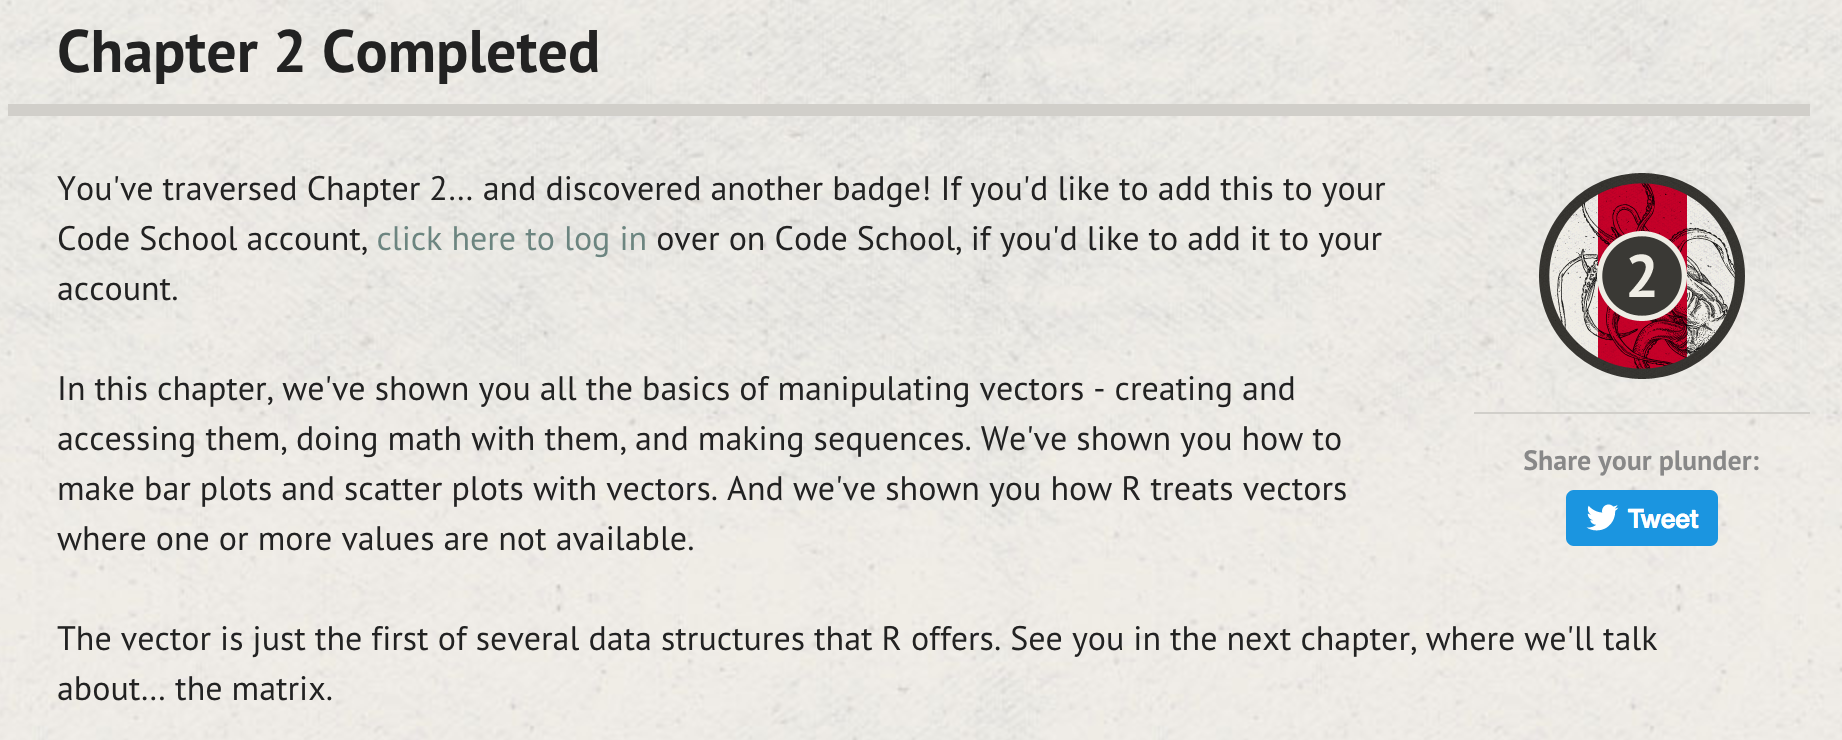 Chapter 2 Completed
You've traversed Chapter 2... and discovered another badge! If you'd like to add this to your
Code School account, click here to log in over on Code School, if you'd like to add it to your
account.
2
In this chapter, we've shown you all the basics of manipulating vectors - creating and
accessing them, doing math with them, and making sequences. We've shown you how to
make bar plots and scatter plots with vectors. And we've shown you how R treats vectors
where one or more values are not available.
Share your plunder:
Tweet
The vector is just the first of several data structures that R offers. See you in the next chapter, where we'll talk
about... the matrix.